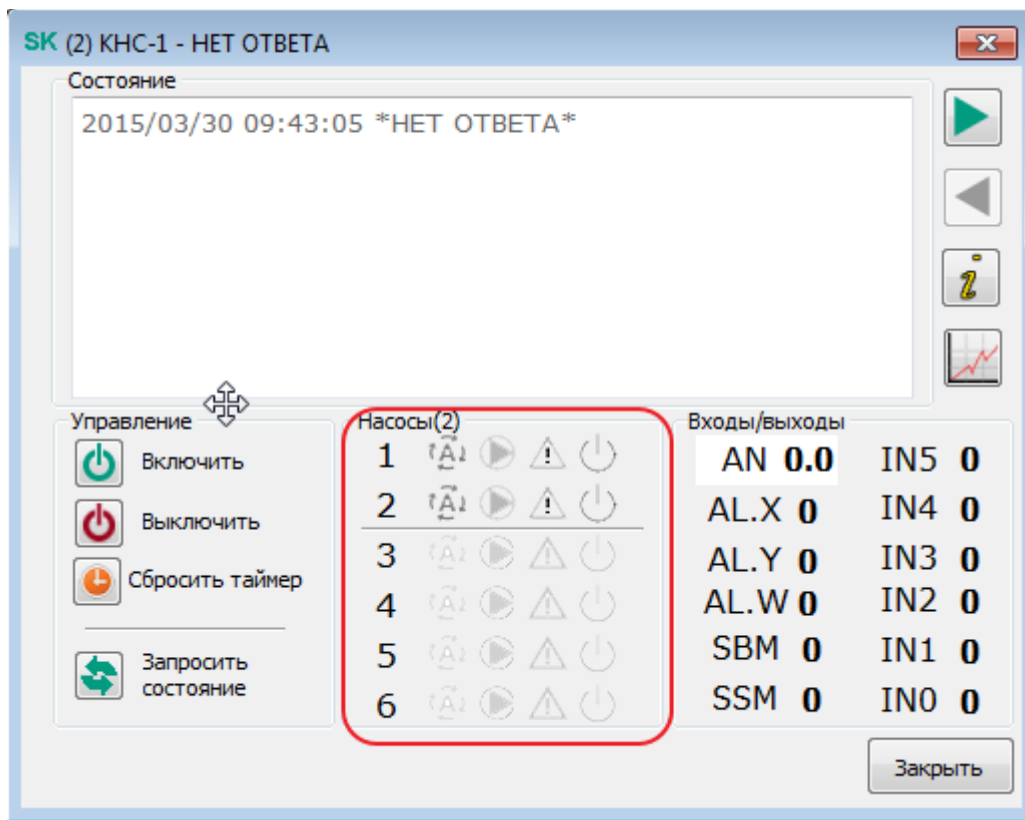 SK (2) КНС-1 - НЕТ ОТВЕТА
Состояние
2015/03/30 09:43:05 *НЕТ ОТВЕТА*
Управление
Включить
Выключить
Сбросить таймер
Запросить
состояние
Насосы(2)
1 A
2 A
3 A
4 A
5 A
6 A
Входы/выходы
AN 0.0 IN5 0
AL.X 0 IN4 0
AL.Y 0 IN3 0
AL.W 0 IN2 0
SBM 0 IN1 0
SSM 0 IN0 0
Закрыть